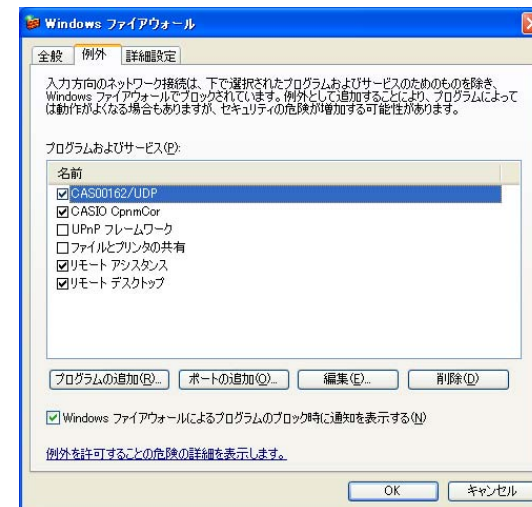 Windows ファイアウォール
全般 例外 詳細設定
入力方向のネットワーク接続は、下で選択されたプログラムおよびサービスのためのものを除き、
Windows ファイアウォールでブロックされています。例外として追加することにより、プログラムによって
は動作がよくなる場合もありますが、セキュリティの危険が増加する可能性があります。
プログラムおよびサービス(P):
名前
CAS00162/UDP
CASIO CpnmCor
UPnP フレームワーク
ファイルとプリンタの共有
リモート アシスタンス
リモート デスクトップ
プログラムの追加(R)... ポートの追加(O)... 編集(E)... 削除(D)
Windows ファイアウォールによるプログラムのブロック時に通知を表示する(N)
例外を許可することの危険の詳細を表示します。
OK キャンセル